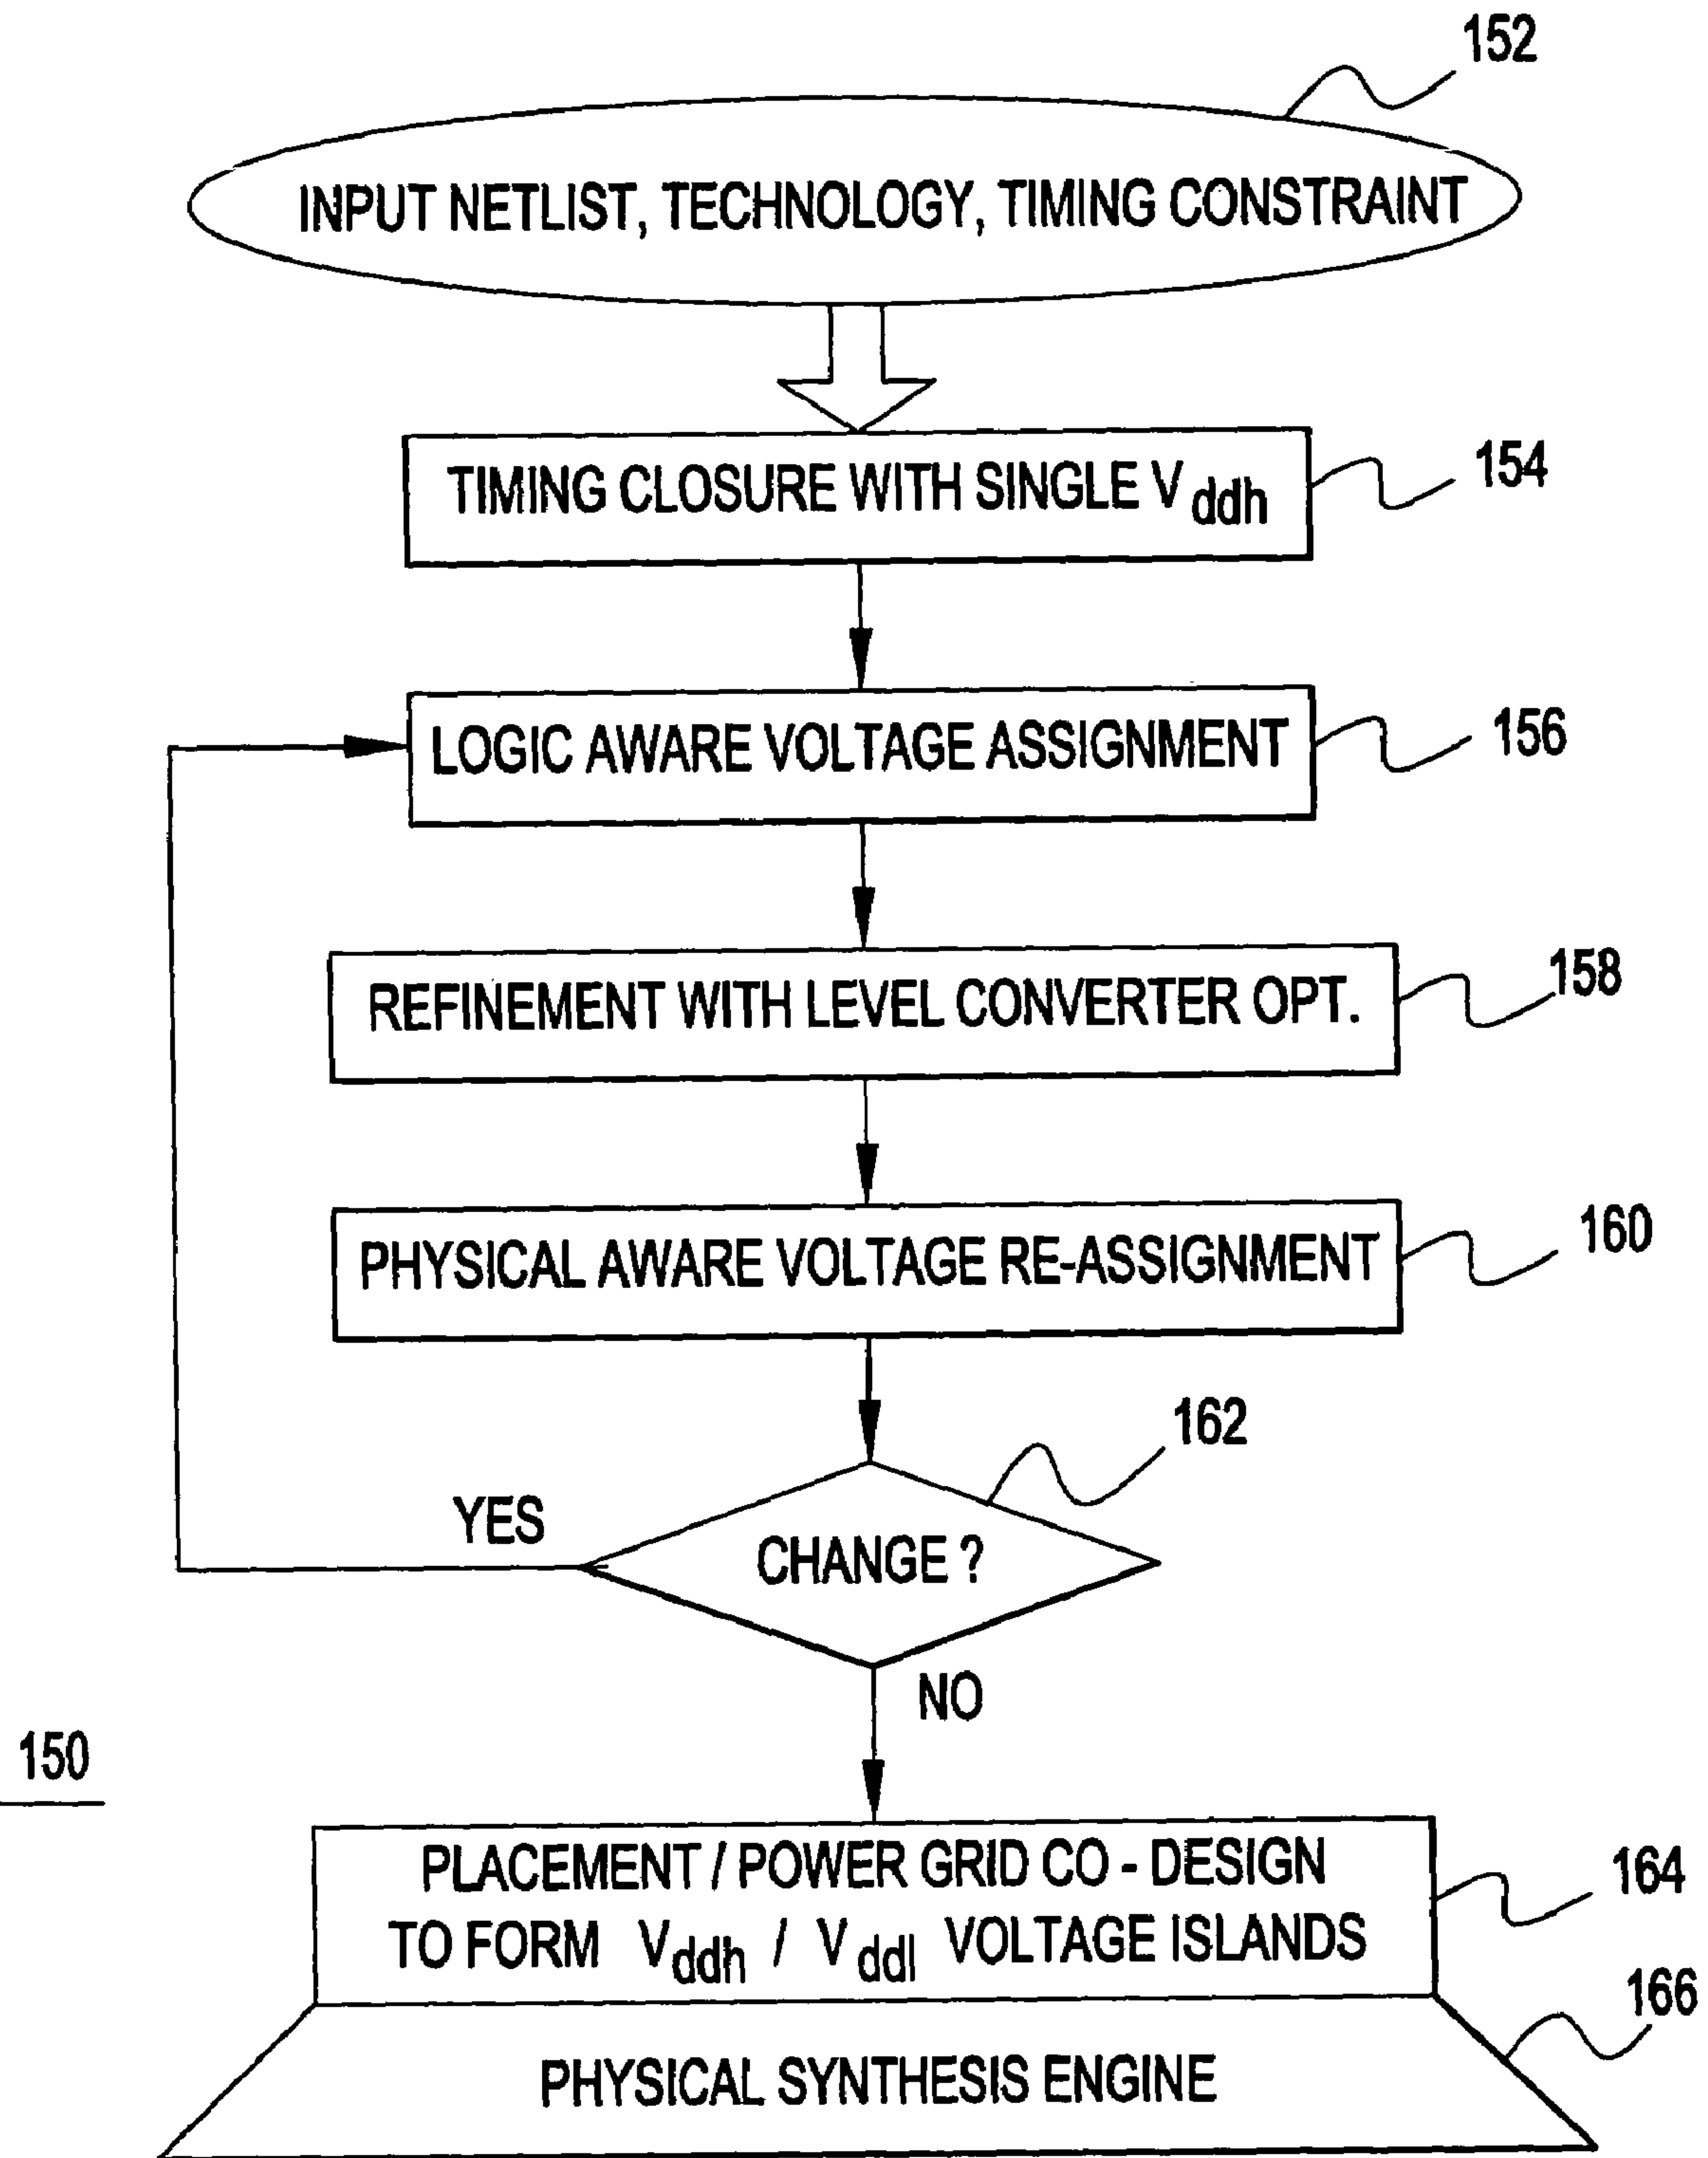 152
INPUT NETLIST, TECHNOLOGY, TIMING CONSTRAINT
TIMING CLOSURE WITH SINGLE Vddh
154
LOGIC AWARE VOLTAGE ASSIGNMENT
156
REFINEMENT WITH LEVEL CONVERTER OPT.
158
PHYSICAL AWARE VOLTAGE RE-ASSIGNMENT
160
162
YES
CHANGE ?
NO
150
PLACEMENT / POWER GRID CO - DESIGN
TO FORM Vddh / Vddl VOLTAGE ISLANDS
164
166
PHYSICAL SYNTHESIS ENGINE